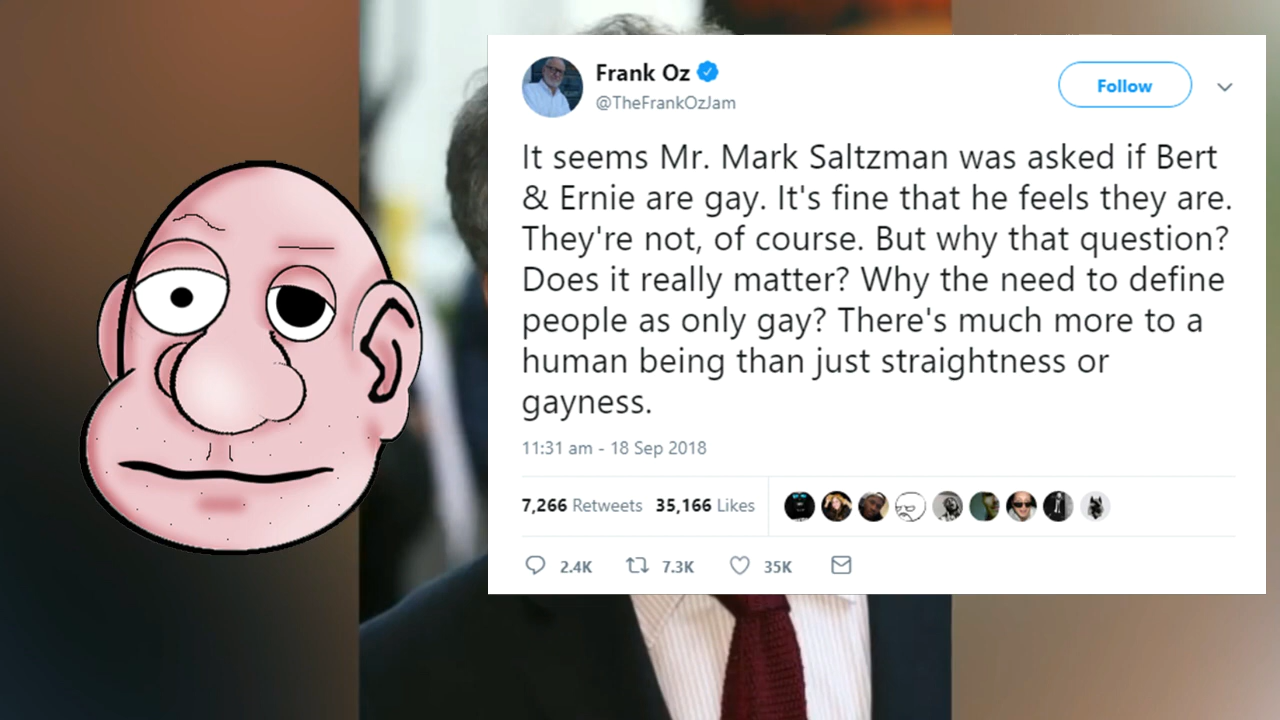 Frank Oz
@TheFrankOzJam
Follow
It seems Mr. Mark Saltzman was asked if Bert
& Ernie are gay. It's fine that he feels they are.
They're not, of course. But why that question?
Does it really matter? Why the need to define
people as only gay? There's much more to a
human being than just straightness or
gayness.
11:31 am - 18 Sep 2018
7,266 Retweets 35,166 Likes
2.4K 7.3K 35K